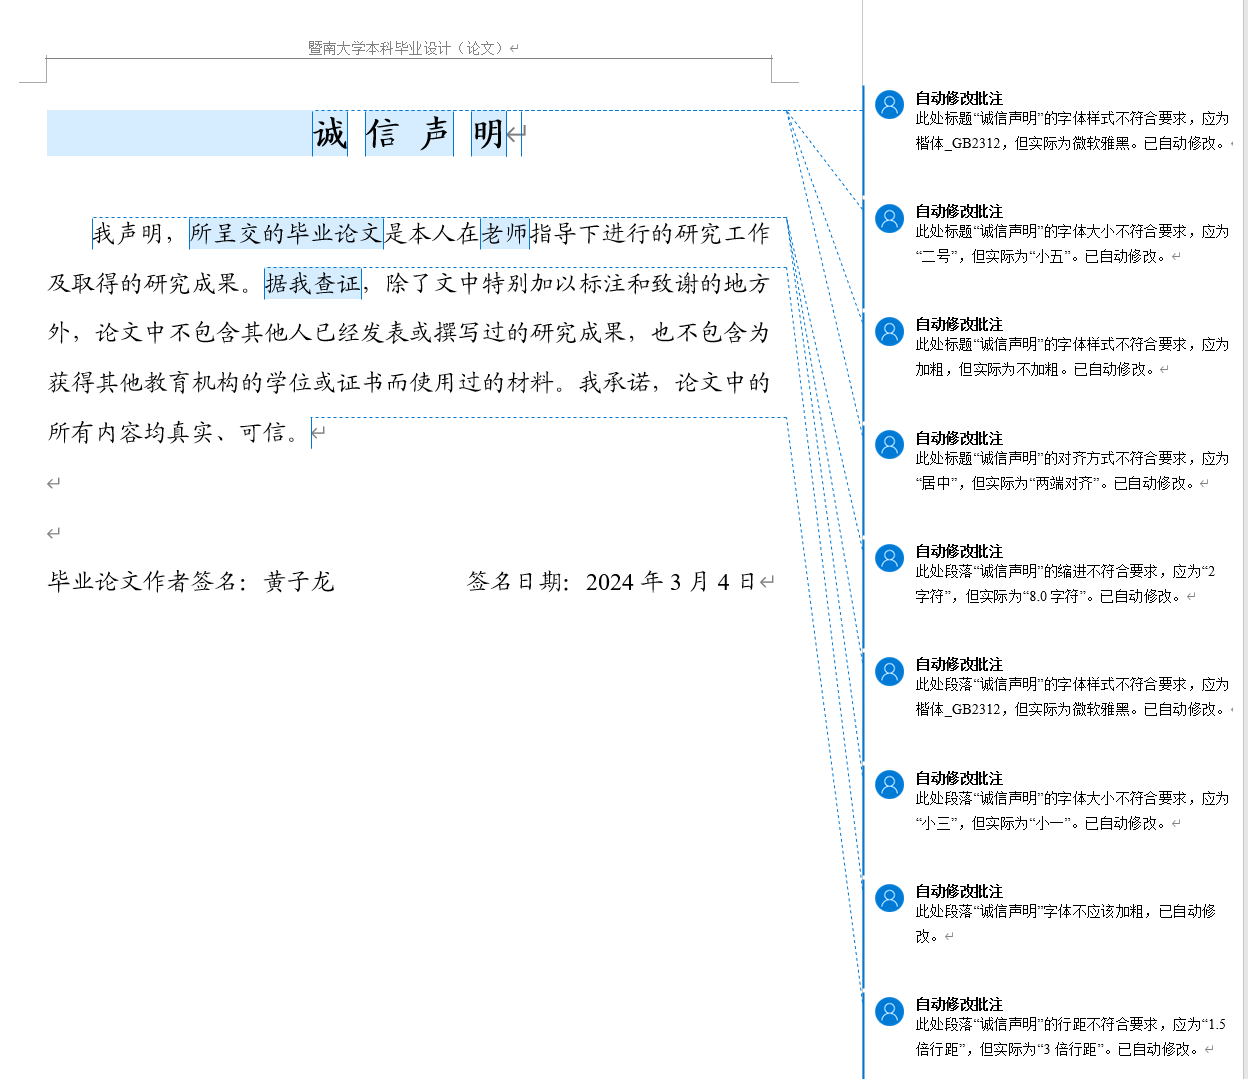 暨南大学本科毕业设计（论文）
诚 信 声 明
我声明，所呈交的毕业论文是本人在老师指导下进行的研究工作
及取得的研究成果。据我查证，除了文中特别加以标注和致谢的地方
外，论文中不包含其他人已经发表或撰写过的研究成果，也不包含为
获得其他教育机构的学位或证书而使用过的材料。我承诺，论文中的
所有内容均真实、可信。
毕业论文作者签名：黄子龙 签名日期：2024 年 3 月 4 日
自动修改批注
此处标题“诚信声明”的字体样式不符合要求，应为
楷体_GB2312，但实际为微软雅黑。已自动修改。
自动修改批注
此处标题“诚信声明”的字体大小不符合要求，应为
“二号”，但实际为“小五”。已自动修改。
自动修改批注
此处标题“诚信声明”的字体样式不符合要求，应为
加粗，但实际为不加粗。已自动修改。
自动修改批注
此处标题“诚信声明”的对齐方式不符合要求，应为
“居中”，但实际为“两端对齐”。已自动修改。
自动修改批注
此处段落“诚信声明”的缩进不符合要求，应为“2
字符”，但实际为“8.0 字符”。已自动修改。
自动修改批注
此处段落“诚信声明”的字体样式不符合要求，应为
楷体_GB2312，但实际为微软雅黑。已自动修改。
自动修改批注
此处段落“诚信声明”的字体大小不符合要求，应为
“小三”，但实际为“小一”。已自动修改。
自动修改批注
此处段落“诚信声明”字体不应该加粗，已自动修
改。
自动修改批注
此处段落“诚信声明”的行距不符合要求，应为“1.5
倍行距”，但实际为“3 倍行距”。已自动修改。